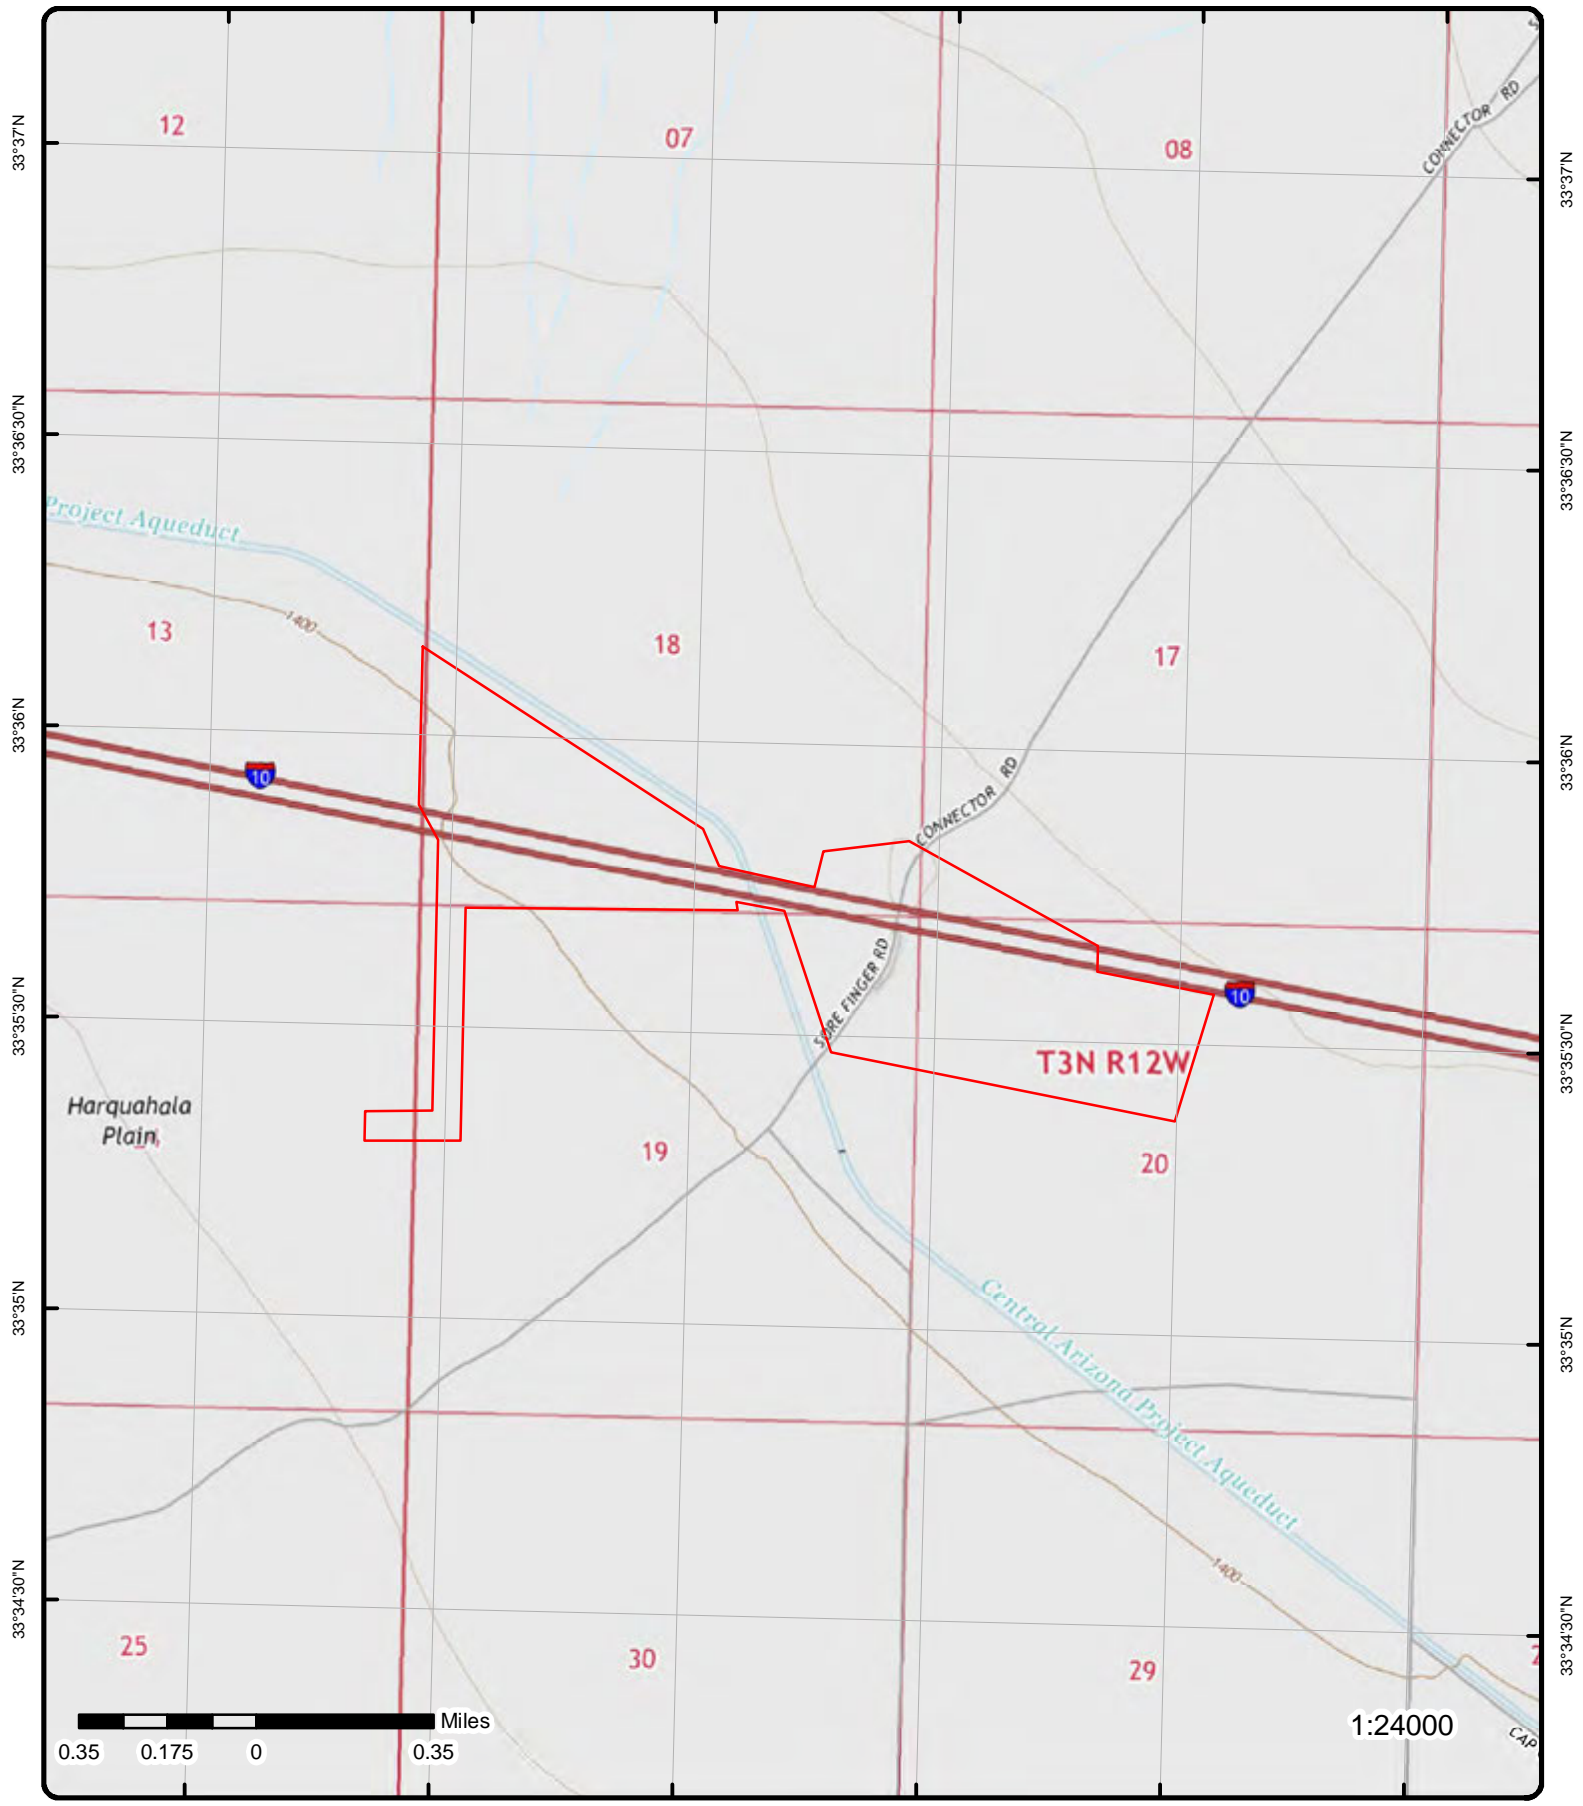 12
07
08
CONNECTOR RD
33°37'N
33°37'N
33°36'30"N
33°36'30"N
Project Aqueduct
1400
13
18
17
33°36'N
33°36'N
10
CONNECTOR RD
SORE FINGER RD
10
33°35'30"N
33°35'30"N
T3N R12W
Harquahala
Plain
19
20
33°35'N
33°35'N
Central Arizona Project Aqueduct
1400
33°34'30"N
33°34'30"N
25
30
29
Miles
0.35 0.175 0 0.35
1:24000
CAP